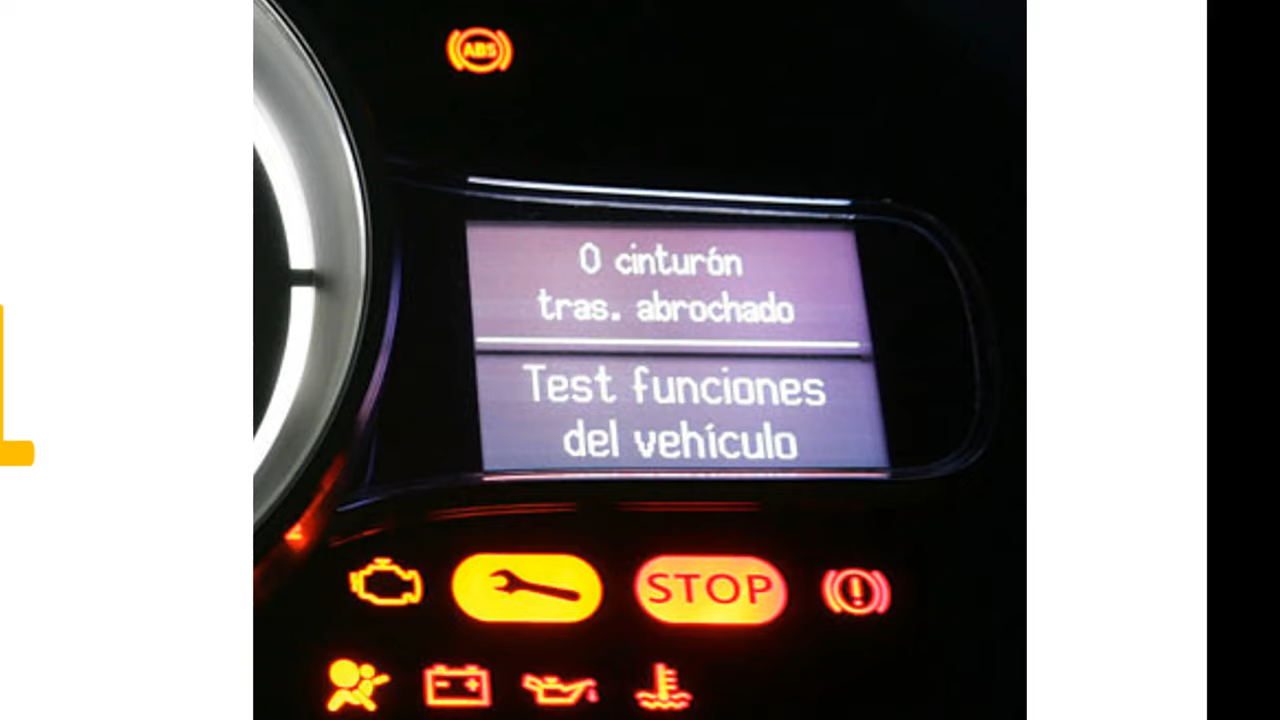 ABS
0 cinturón
tras. abrochado
Test funciones
del vehículo
STOP